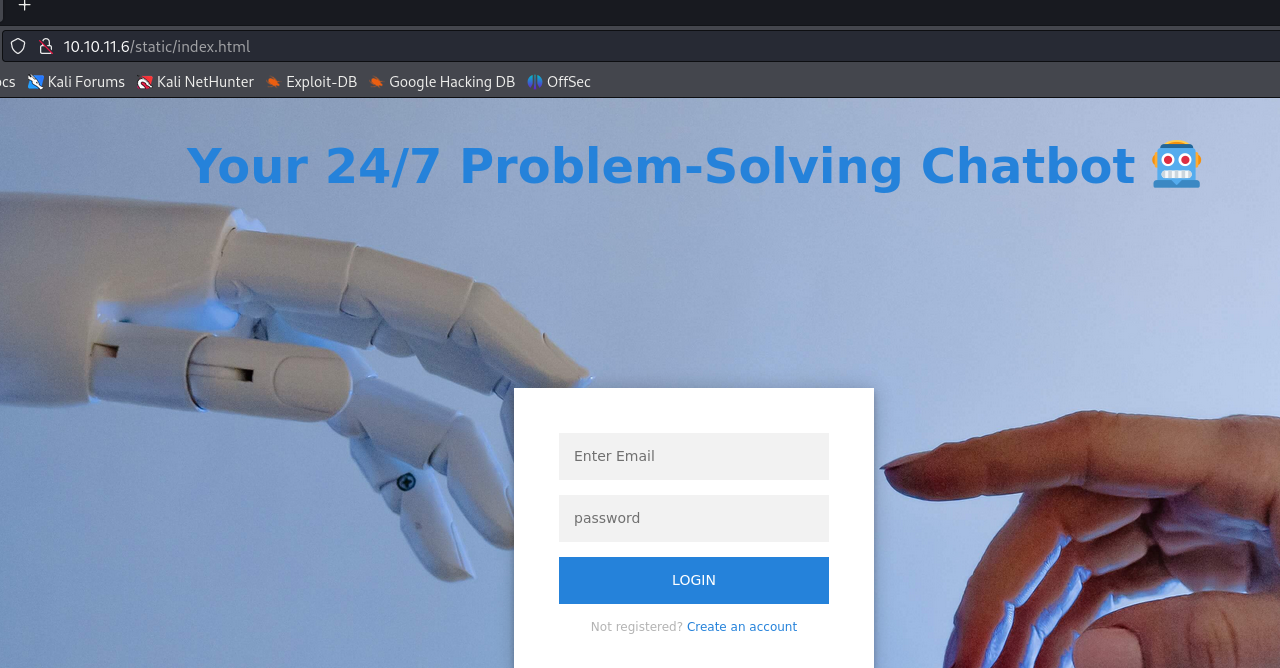 +
10.10.11.6/static/index.html
ocs Kali Forums Kali NetHunter Exploit-DB Google Hacking DB OffSec
Your 24/7 Problem-Solving Chatbot
Enter Email
password
LOGIN
Not registered? Create an account